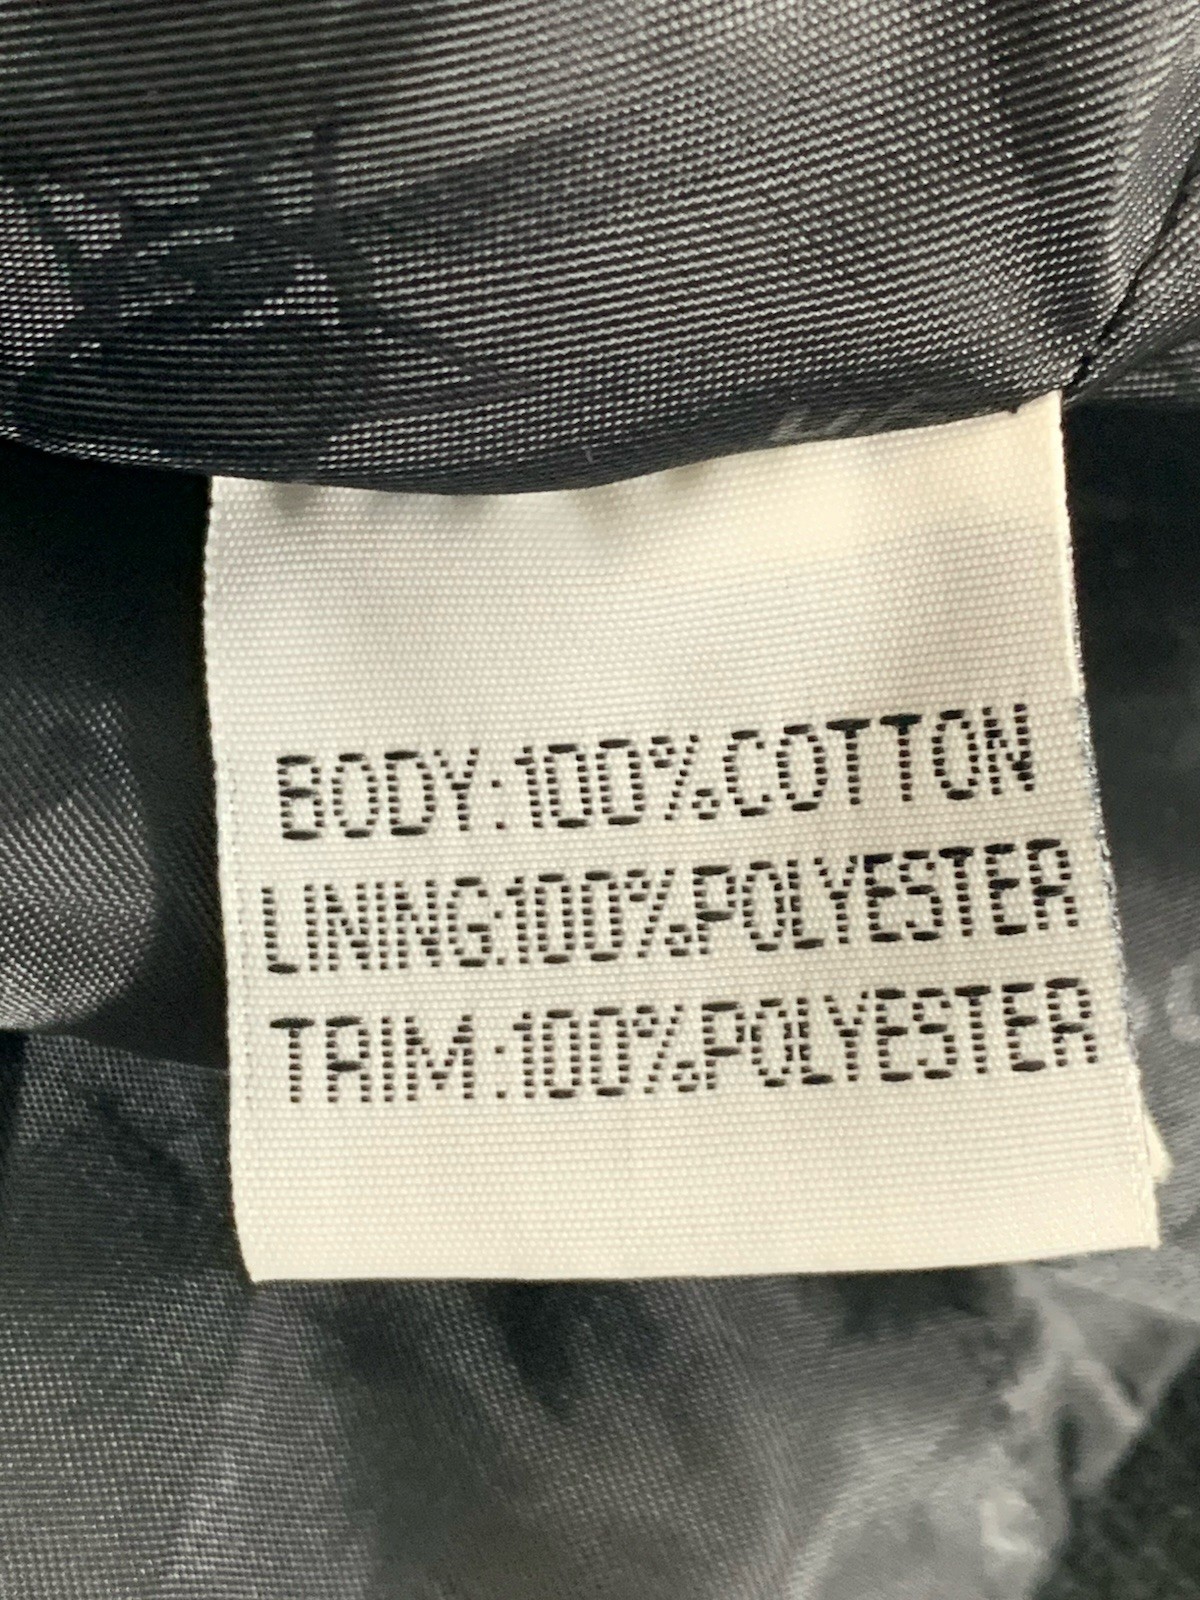 BODY:100%COTTON
LINING:100%POLYESTER
TRIM:100%POLYESTER